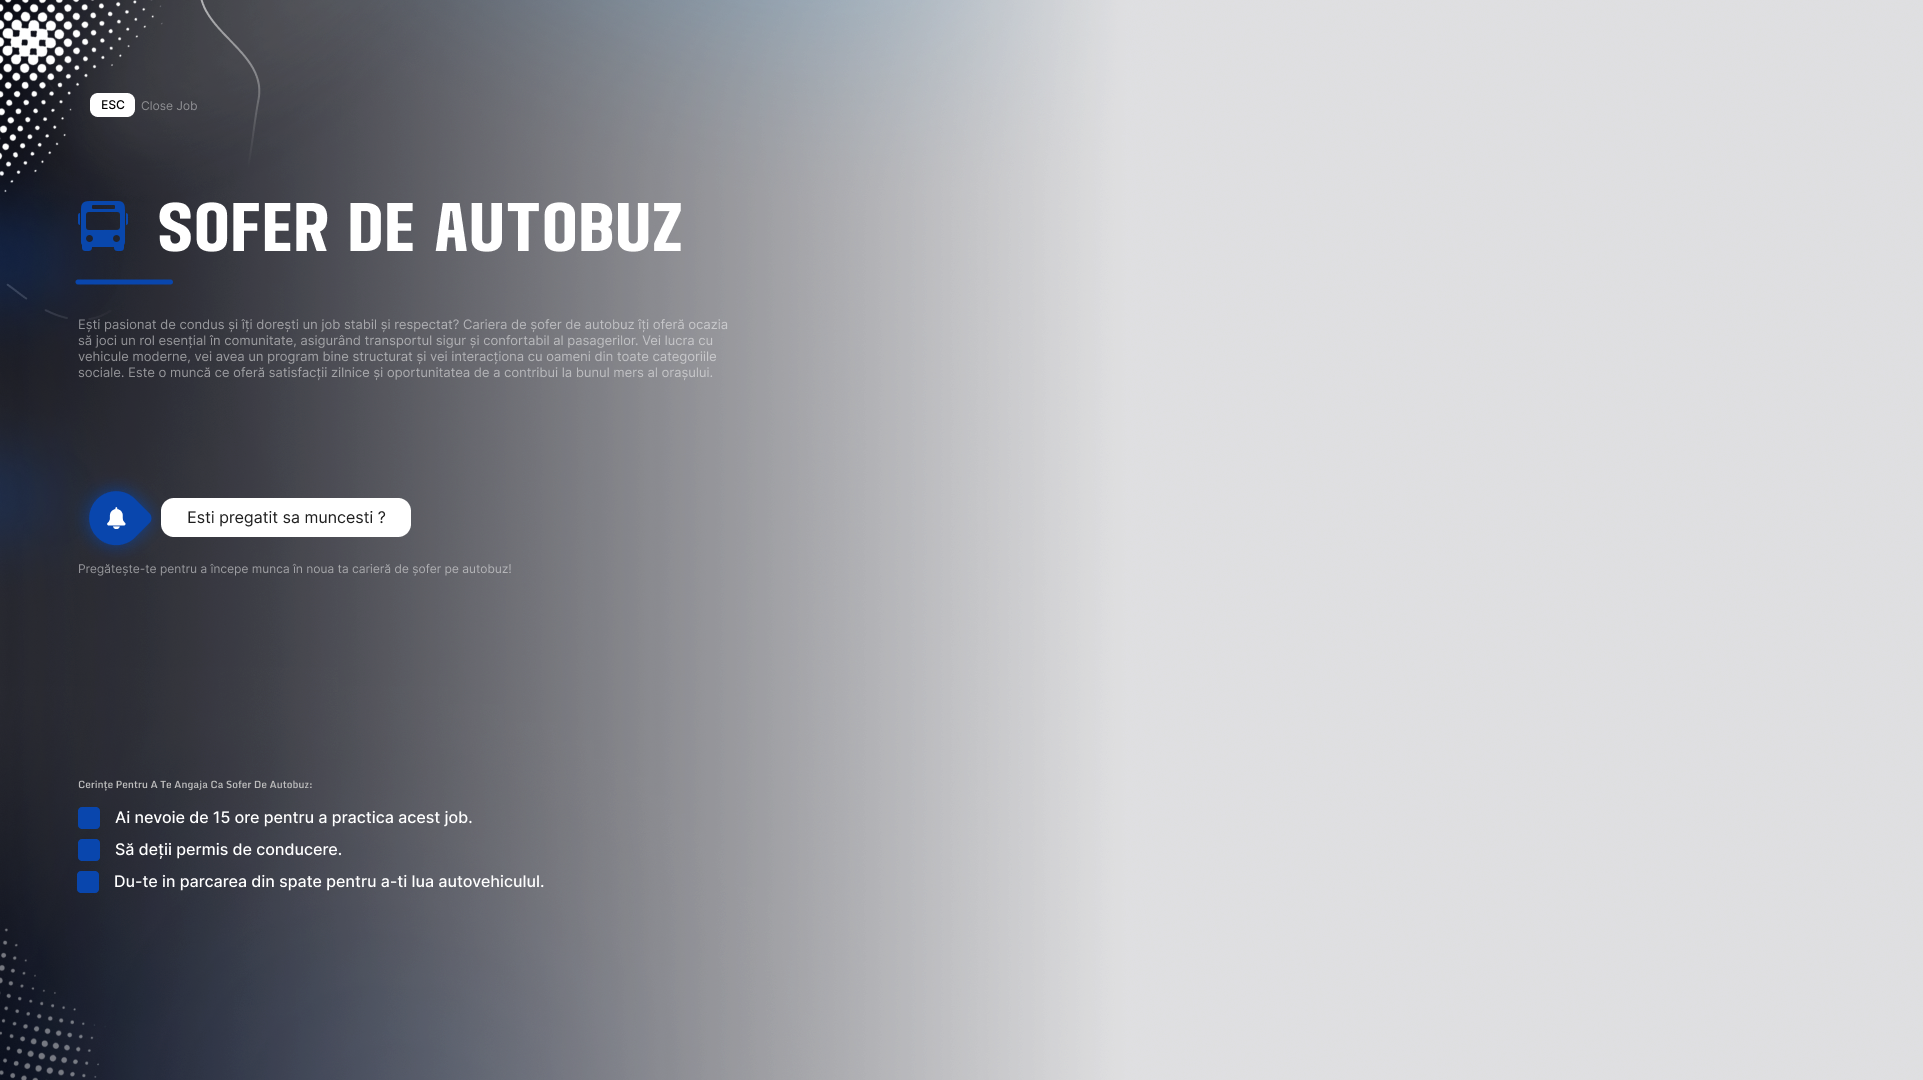 ESC Close Job
SOFER DE AUTOBUZ
Ești pasionat de condus și îți dorești un job stabil și respectat? Cariera de șofer de autobuz îți oferă ocazia
să joci un rol esențial în comunitate, asigurând transportul sigur și confortabil al pasagerilor. Vei lucra cu
vehicule moderne, vei avea un program bine structurat și vei interacționa cu oameni din toate categoriile
sociale. Este o muncă ce oferă satisfacții zilnice și oportunitatea de a contribui la bunul mers al orașului.
Esti pregatit sa muncesti ?
Pregătește-te pentru a începe munca în noua ta carieră de șofer pe autobuz!
Cerințe Pentru A Te Angaja Ca Sofer De Autobuz:
Ai nevoie de 15 ore pentru a practica acest job.
Să deții permis de conducere.
Du-te in parcarea din spate pentru a-ti lua autovehiculul.